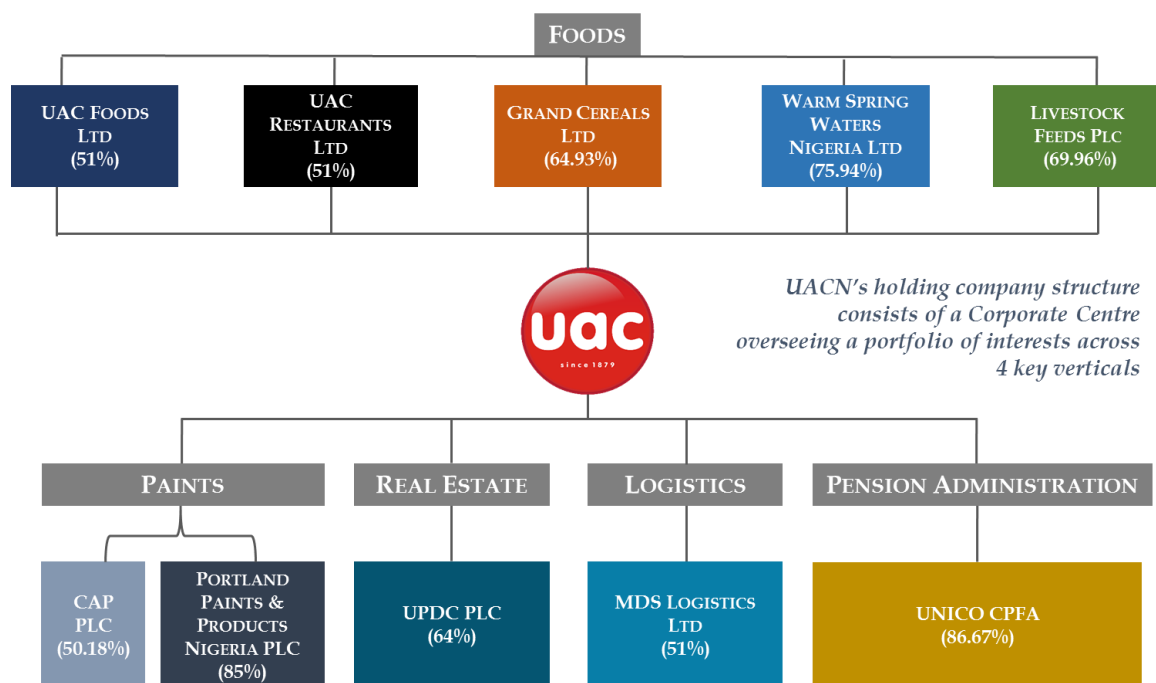 FOODS
UAC FOODS
LTD
(51%)
UAC
RESTAURANTS
LTD
(51%)
GRAND CEREALS
LTD
(64.93%)
WARM SPRING
WATERS
NIGERIA LTD
(75.94%)
LIVESTOCK
FEEDS PLC
(69.96%)
uac
since 1879
UACN's holding company structure
consists of a Corporate Centre
overseeing a portfolio of interests across
4 key verticals
PAINTS
REAL ESTATE
LOGISTICS
PENSION ADMINISTRATION
CAP
PLC
(50.18%)
PORTLAND
PAINTS &
PRODUCTS
NIGERIA PLC
(85%)
UPDC PLC
(64%)
MDS LOGISTICS
LTD
(51%)
UNICO CPFA
(86.67%)